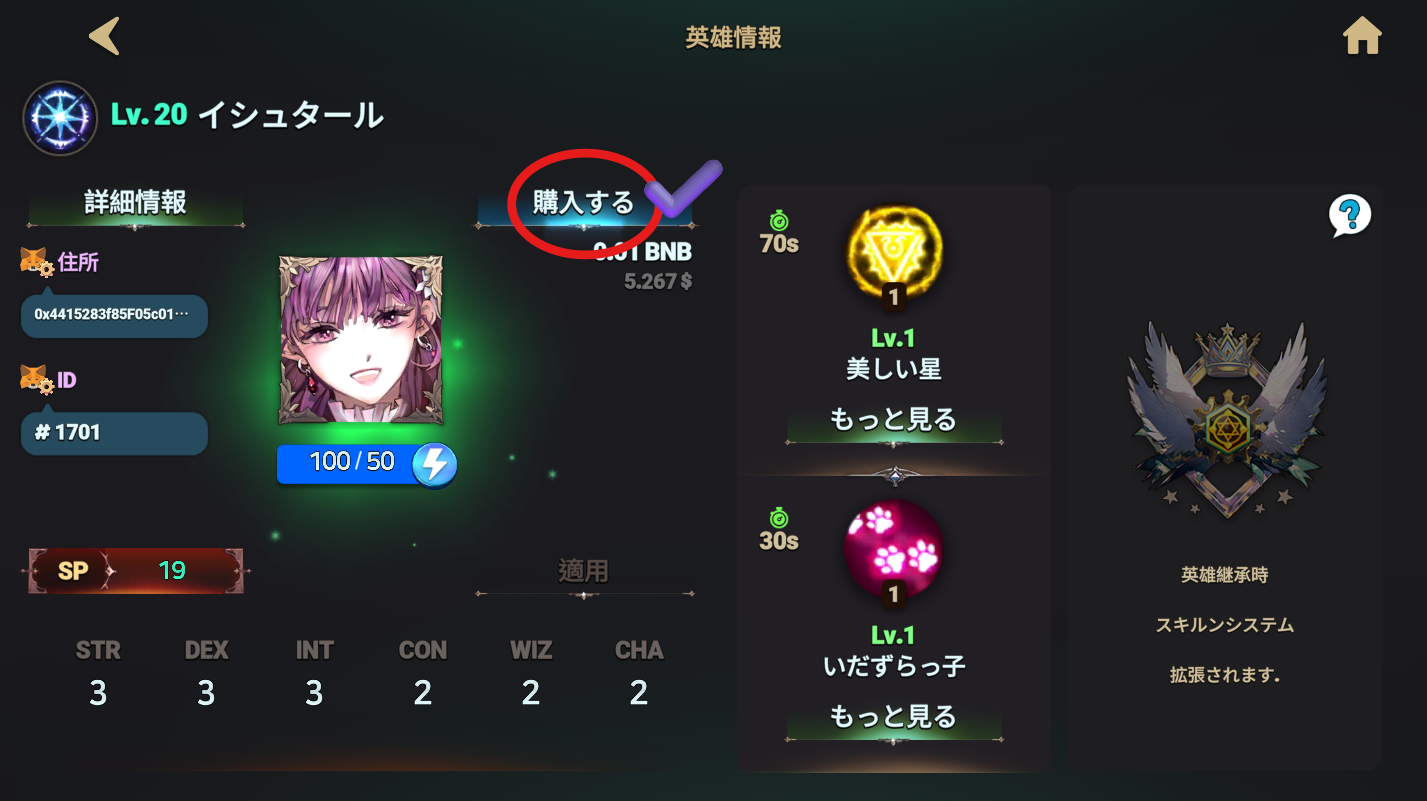 英雄情報
Lv. 20 イシュタール
詳細情報
購入する
住所
0x4415283f85F05c01…
0.01 BNB
5.267 $
ID
# 1701
100 / 50
SP 19
適用
STR DEX INT CON WIZ CHA
3 3 3 2 2 2
70s
1
Lv.1
美しい星
もっと見る
30s
1
Lv.1
いだずらっ子
もっと見る
?
英雄継承時
スキルンシステム
拡張されます.